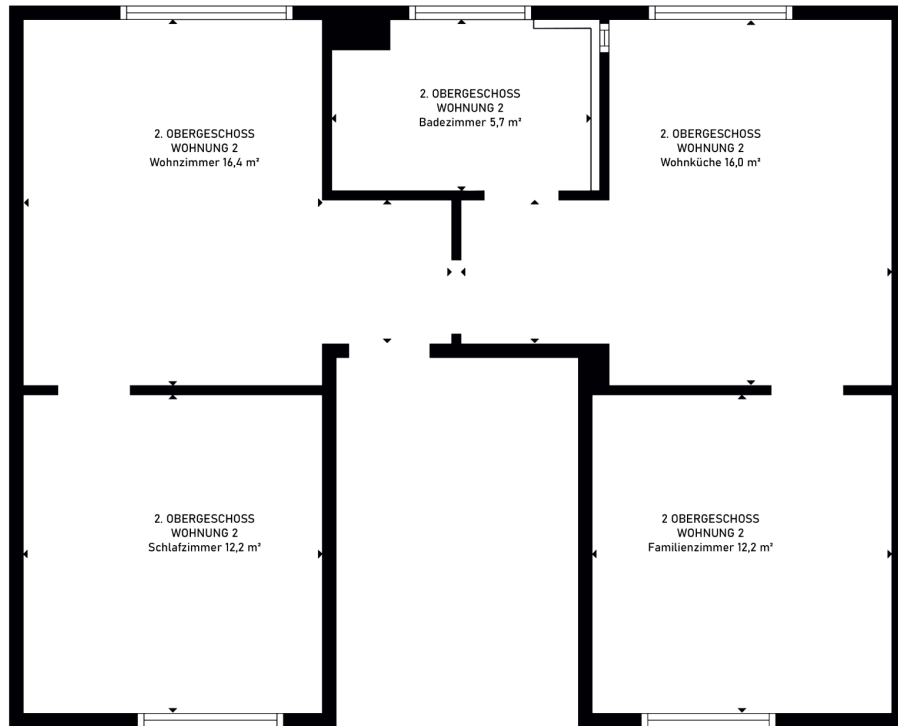 2. OBERGESCHOSS
WOHNUNG 2
Badezimmer 5,7 m²
2. OBERGESCHOSS
WOHNUNG 2
Wohnzimmer 16,4 m²
2. OBERGESCHOSS
WOHNUNG 2
Wohnküche 16,0 m²
2. OBERGESCHOSS
WOHNUNG 2
Schlafzimmer 12,2 m²
2 OBERGESCHOSS
WOHNUNG 2
Familienzimmer 12,2 m²